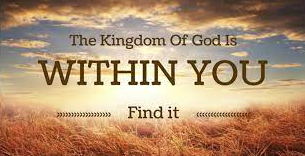 The Kingdom Of God Is
WITHIN YOU
Find it